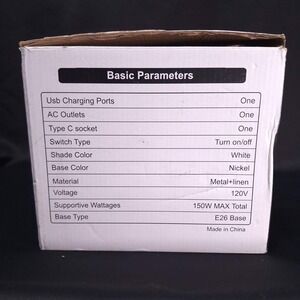 Basic Parameters
Usb Charging Ports One
AC Outlets One
Type C socket One
Switch Type Turn on/off
Shade Color White
Base Color Nickel
Material Metal+linen
Voltage 120V
Supportive Wattages 150W MAX Total
Base Type E26 Base
Made in China